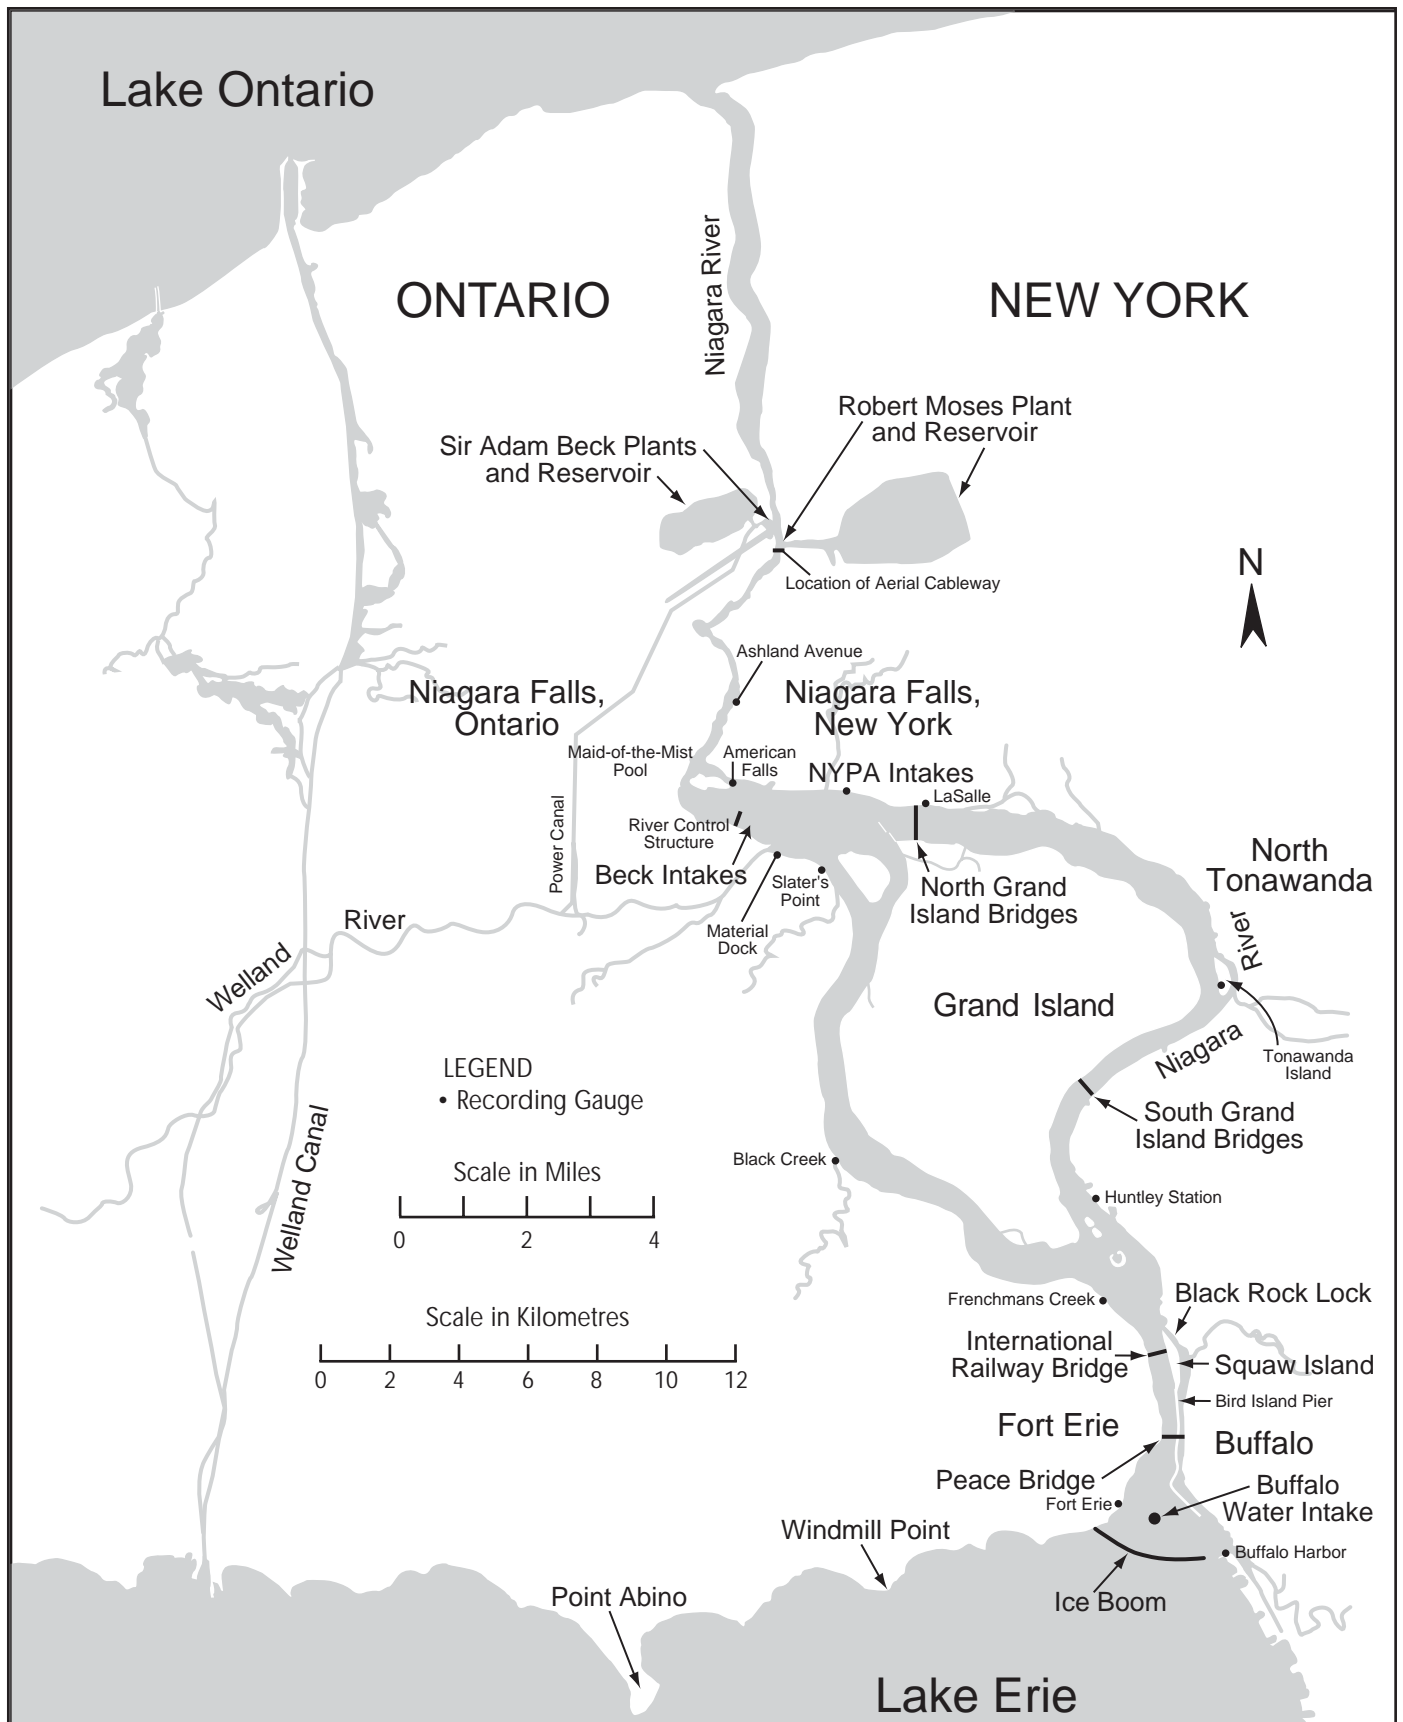 Lake Ontario
ONTARIO
NEW YORK
Niagara River
Robert Moses Plant
and Reservoir
Sir Adam Beck Plants
and Reservoir
N
Location of Aerial Cableway
Ashland Avenue
Niagara Falls,
Ontario
Niagara Falls,
New York
Maid-of-the-Mist
Pool
American
Falls
NYPA Intakes
LaSalle
Power Canal
River Control
Structure
Beck Intakes
Slater's
Point
North Grand
Island Bridges
North
Tonawanda
Material
Dock
Welland
River
River
Niagara
Grand Island
Tonawanda
Island
LEGEND
• Recording Gauge
South Grand
Island Bridges
Black Creek
Scale in Miles
0 2 4
Huntley Station
Welland Canal
Scale in Kilometres
0 2 4 6 8 10 12
Frenchmans Creek
Black Rock Lock
International
Railway Bridge
Squaw Island
Bird Island Pier
Fort Erie
Buffalo
Peace Bridge
Fort Erie
Buffalo
Water Intake
Windmill Point
Buffalo Harbor
Point Abino
Ice Boom
Lake Erie